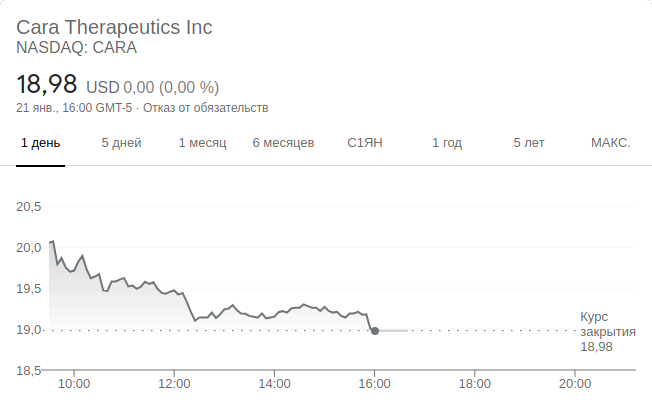 Cara Therapeutics Inc
NASDAQ: CARA
18,98 USD 0,00 (0,00 %)
21 янв., 16:00 GMT-5 · Отказ от обязательств
1 день 5 дней 1 месяц 6 месяцев С1ЯН 1 год 5 лет МАКС.
20,5
20,0
19,5
19,0
18,5
Курс
закрытия
18,98
10:00 12:00 14:00 16:00 18:00 20:00